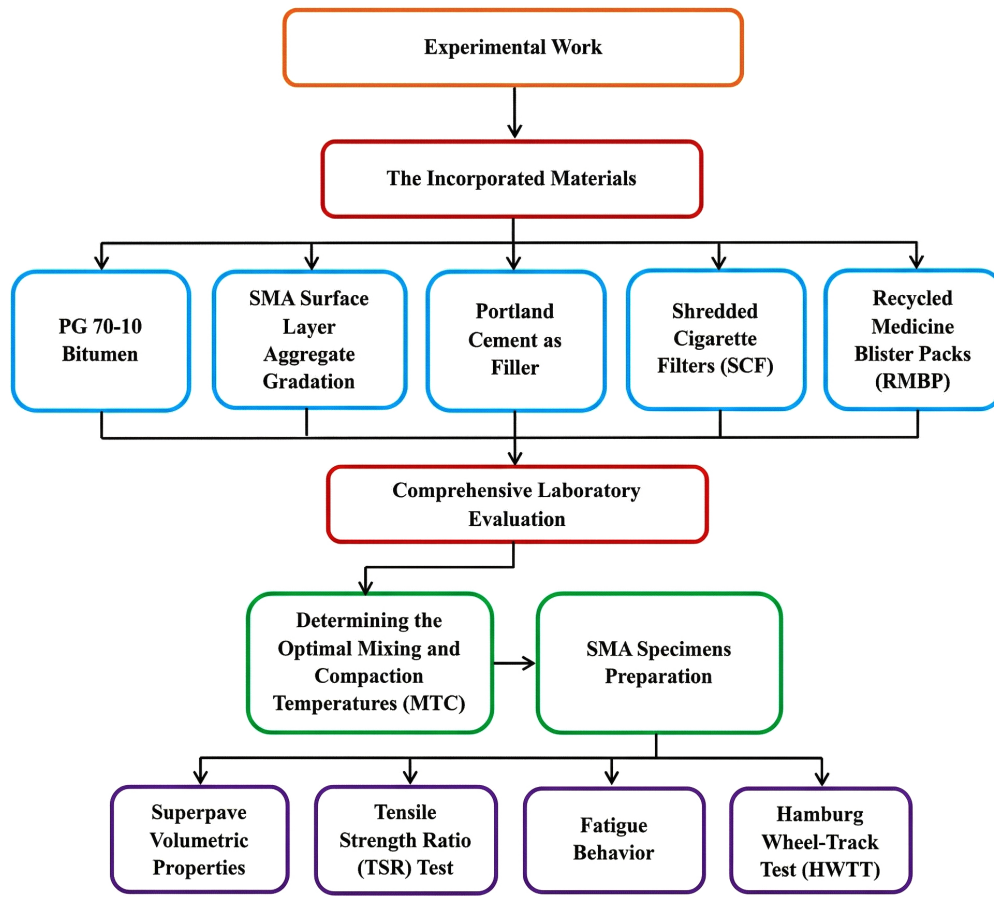 Experimental Work
The Incorporated Materials
PG 70-10
Bitumen
SMA Surface
Layer
Aggregate
Gradation
Portland
Cement as
Filler
Shredded
Cigarette
Filters (SCF)
Recycled
Medicine
Blister Packs
(RMBP)
Comprehensive Laboratory
Evaluation
Determining the
Optimal Mixing and
Compaction
Temperatures (MTC)
SMA Specimens
Preparation
Superpave
Volumetric
Properties
Tensile
Strength Ratio
(TSR) Test
Fatigue
Behavior
Hamburg
Wheel-Track
Test (HWTT)